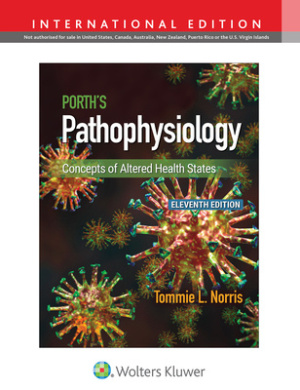 INTERNATIONAL EDITION
Not authorised for sale in United States, Canada, Australia, New Zealand, Puerto Rico or the U.S. Virgin Islands
PORTH'S
Pathophysiology
Concepts of Altered Health States
ELEVENTH EDITION
Tommie L. Norris
Wolters Kluwer